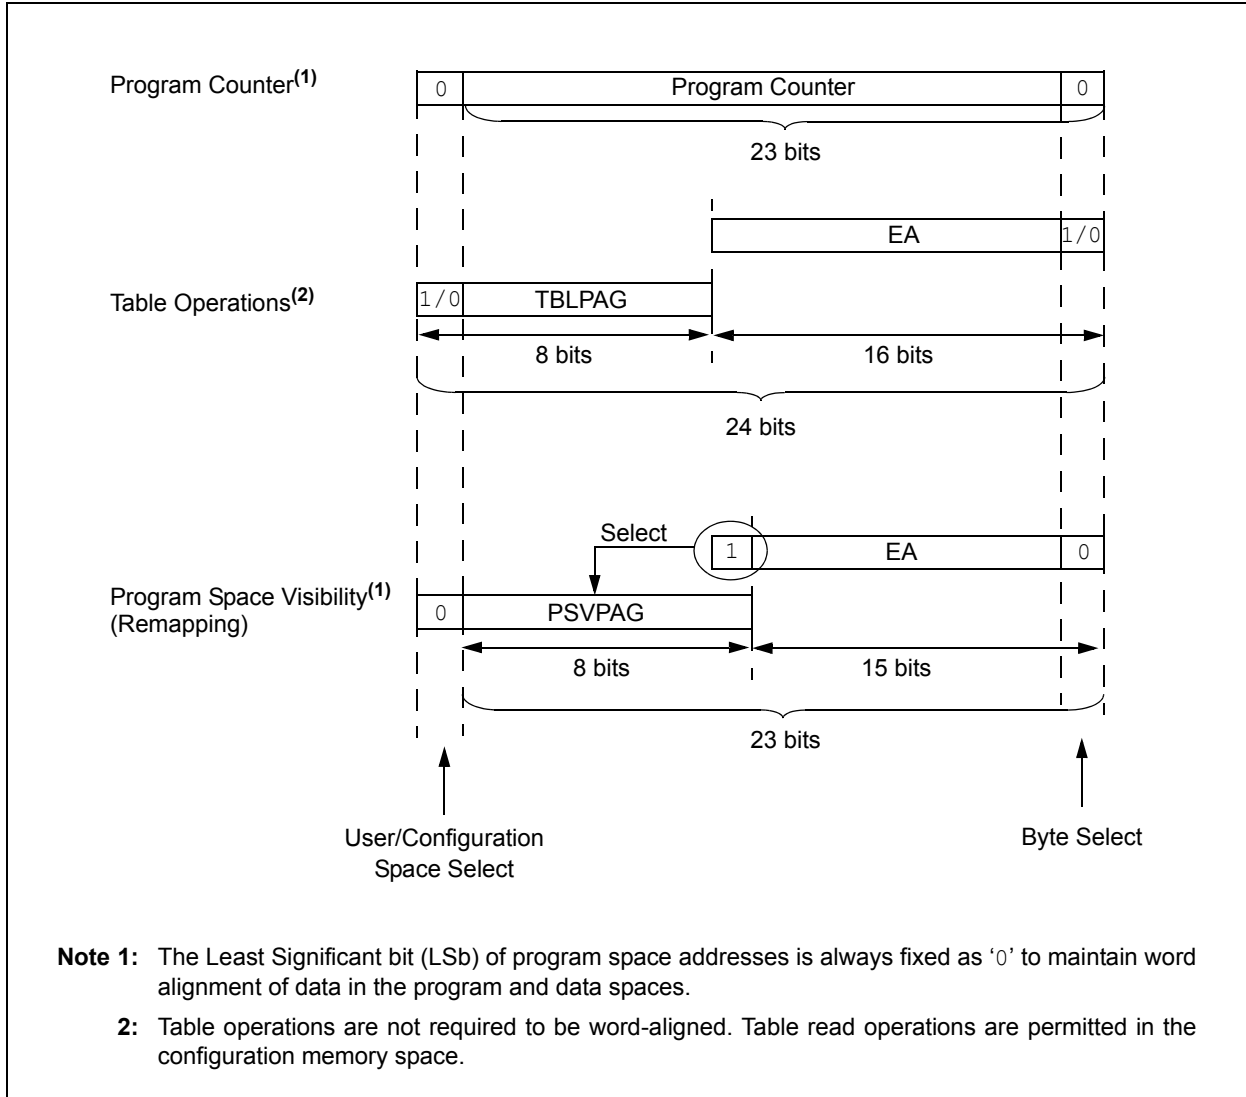 Program Counter(1)
0
Program Counter
0
23 bits
EA
1/0
Table Operations(2)
1/0
TBLPAG
8 bits
16 bits
24 bits
Select
1
EA
0
Program Space Visibility(1)
(Remapping)
0
PSVPAG
8 bits
15 bits
23 bits
User/Configuration
Space Select
Byte Select
Note 1: The Least Significant bit (LSb) of program space addresses is always fixed as ‘0’ to maintain word
alignment of data in the program and data spaces.
2: Table operations are not required to be word-aligned. Table read operations are permitted in the
configuration memory space.